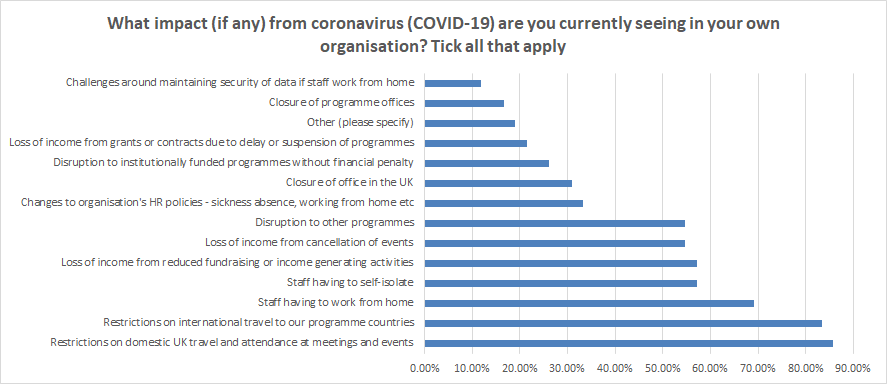 What impact (if any) from coronavirus (COVID-19) are you currently seeing in your own
organisation? Tick all that apply
Challenges around maintaining security of data if staff work from home
Closure of programme offices
Other (please specify)
Loss of income from grants or contracts due to delay or suspension of programmes
Disruption to institutionally funded programmes without financial penalty
Closure of office in the UK
Changes to organisation's HR policies - sickness absence, working from home etc
Disruption to other programmes
Loss of income from cancellation of events
Loss of income from reduced fundraising or income generating activities
Staff having to self-isolate
Staff having to work from home
Restrictions on international travel to our programme countries
Restrictions on domestic UK travel and attendance at meetings and events
0.00% 10.00% 20.00% 30.00% 40.00% 50.00% 60.00% 70.00% 80.00% 90.00%